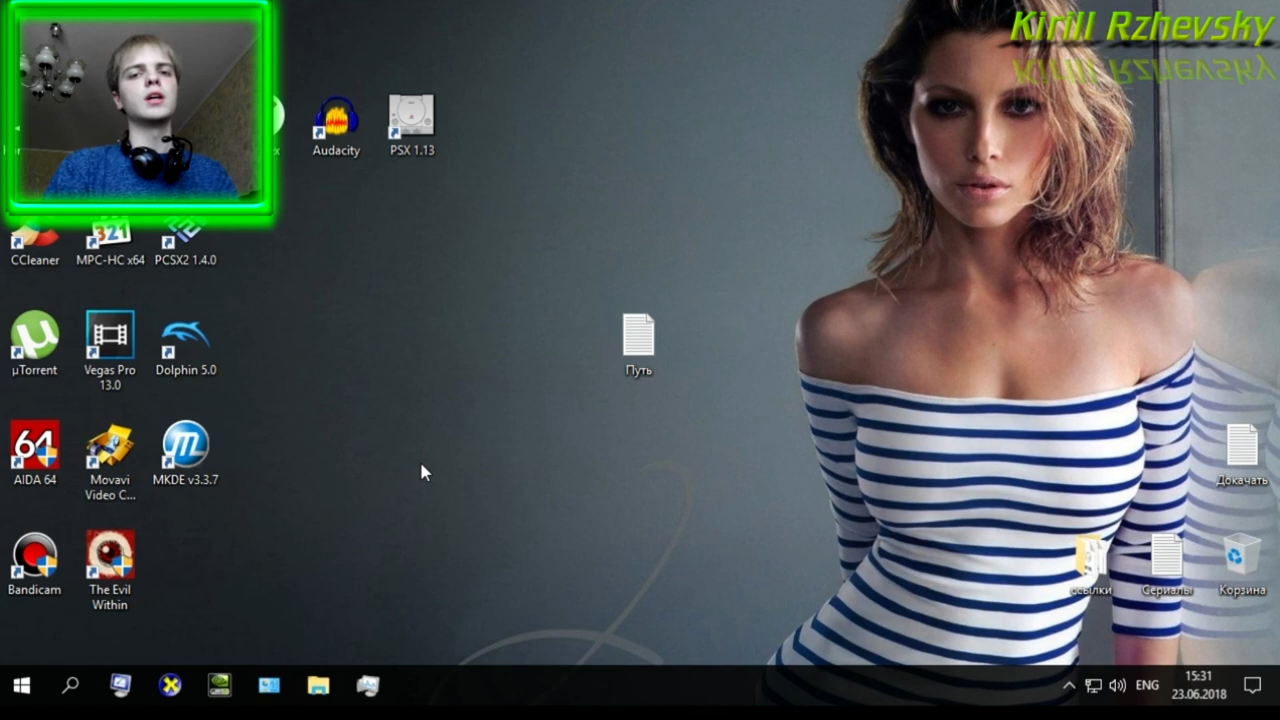 Kirill Rzhevsky
Audacity
PSX 1.13
321
CCleaner
MPC-HC x64
PCSX2 1.4.0
µTorrent
Vegas Pro
13.0
Dolphin 5.0
Путь
64
AIDA 64
Movavi
Video C...
MKDE v3.3.7
Докачать
Bandicam
The Evil
Within
ссылки
Сериалы
Корзина
ENG
15:31
23.06.2018